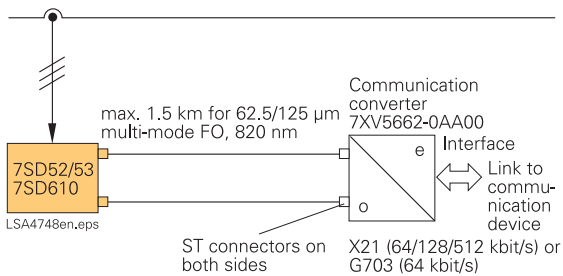 max. 1.5 km for 62.5/125 µm
multi-mode FO, 820 nm
Communication
converter
7XV5662-0AA00
7SD52/53
7SD610
LSA4748en.eps
e
o
Interface
Link to
commu-
nication
device
ST connectors on
both sides
X21 (64/128/512 kbit/s) or
G703 (64 kbit/s)